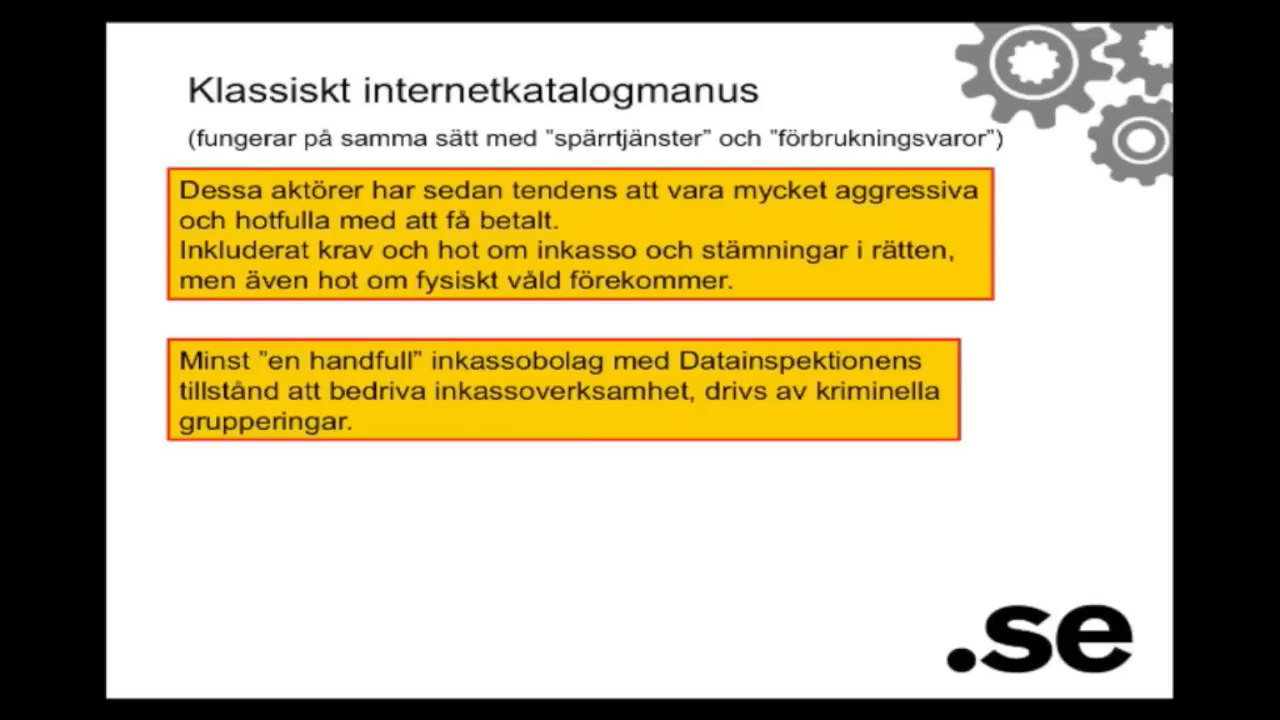 Klassiskt internetkatalogmanus
(fungerar på samma sätt med ”spärrtjänster” och ”förbrukningsvaror”)
Dessa aktörer har sedan tendens att vara mycket aggressiva
och hotfulla med att få betalt.
Inkluderat krav och hot om inkasso och stämningar i rätten,
men även hot om fysiskt våld förekommer.
Minst ”en handfull” inkassobolag med Datainspektionens
tillstånd att bedriva inkassoverksamhet, drivs av kriminella
grupperingar.
.se